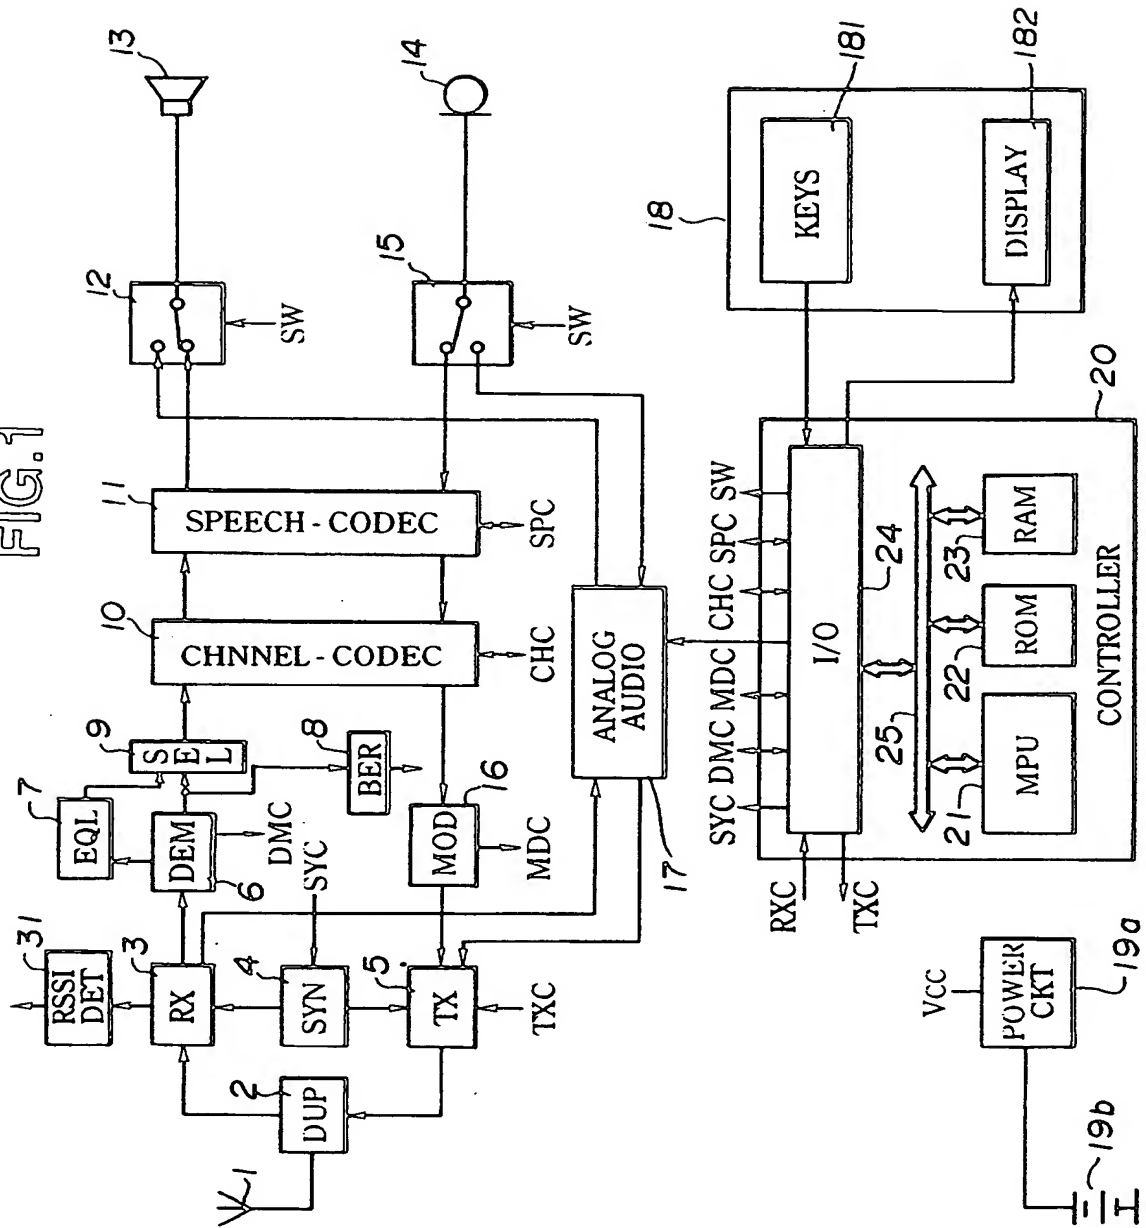 FIG.1
1
DUP
2
RSSI
DET
31
RX
3
SYN
4
TX
5
TXC
SYC
EQL
7
DEM
6
DMC
SEL
9
BER
8
MOD
16
MDC
CHNNEL-CODEC
10
CHC
SPEECH-CODEC
11
SPC
12
SW
13
15
SW
14
ANALOG
AUDIO
17
18
KEYS
181
DISPLAY
182
SYC DMC MDC CHC SPC SW
RXC
TXC
I/O
24
25
MPU
21
ROM
22
RAM
23
CONTROLLER
20
VCC
POWER
CKT
19a
19b